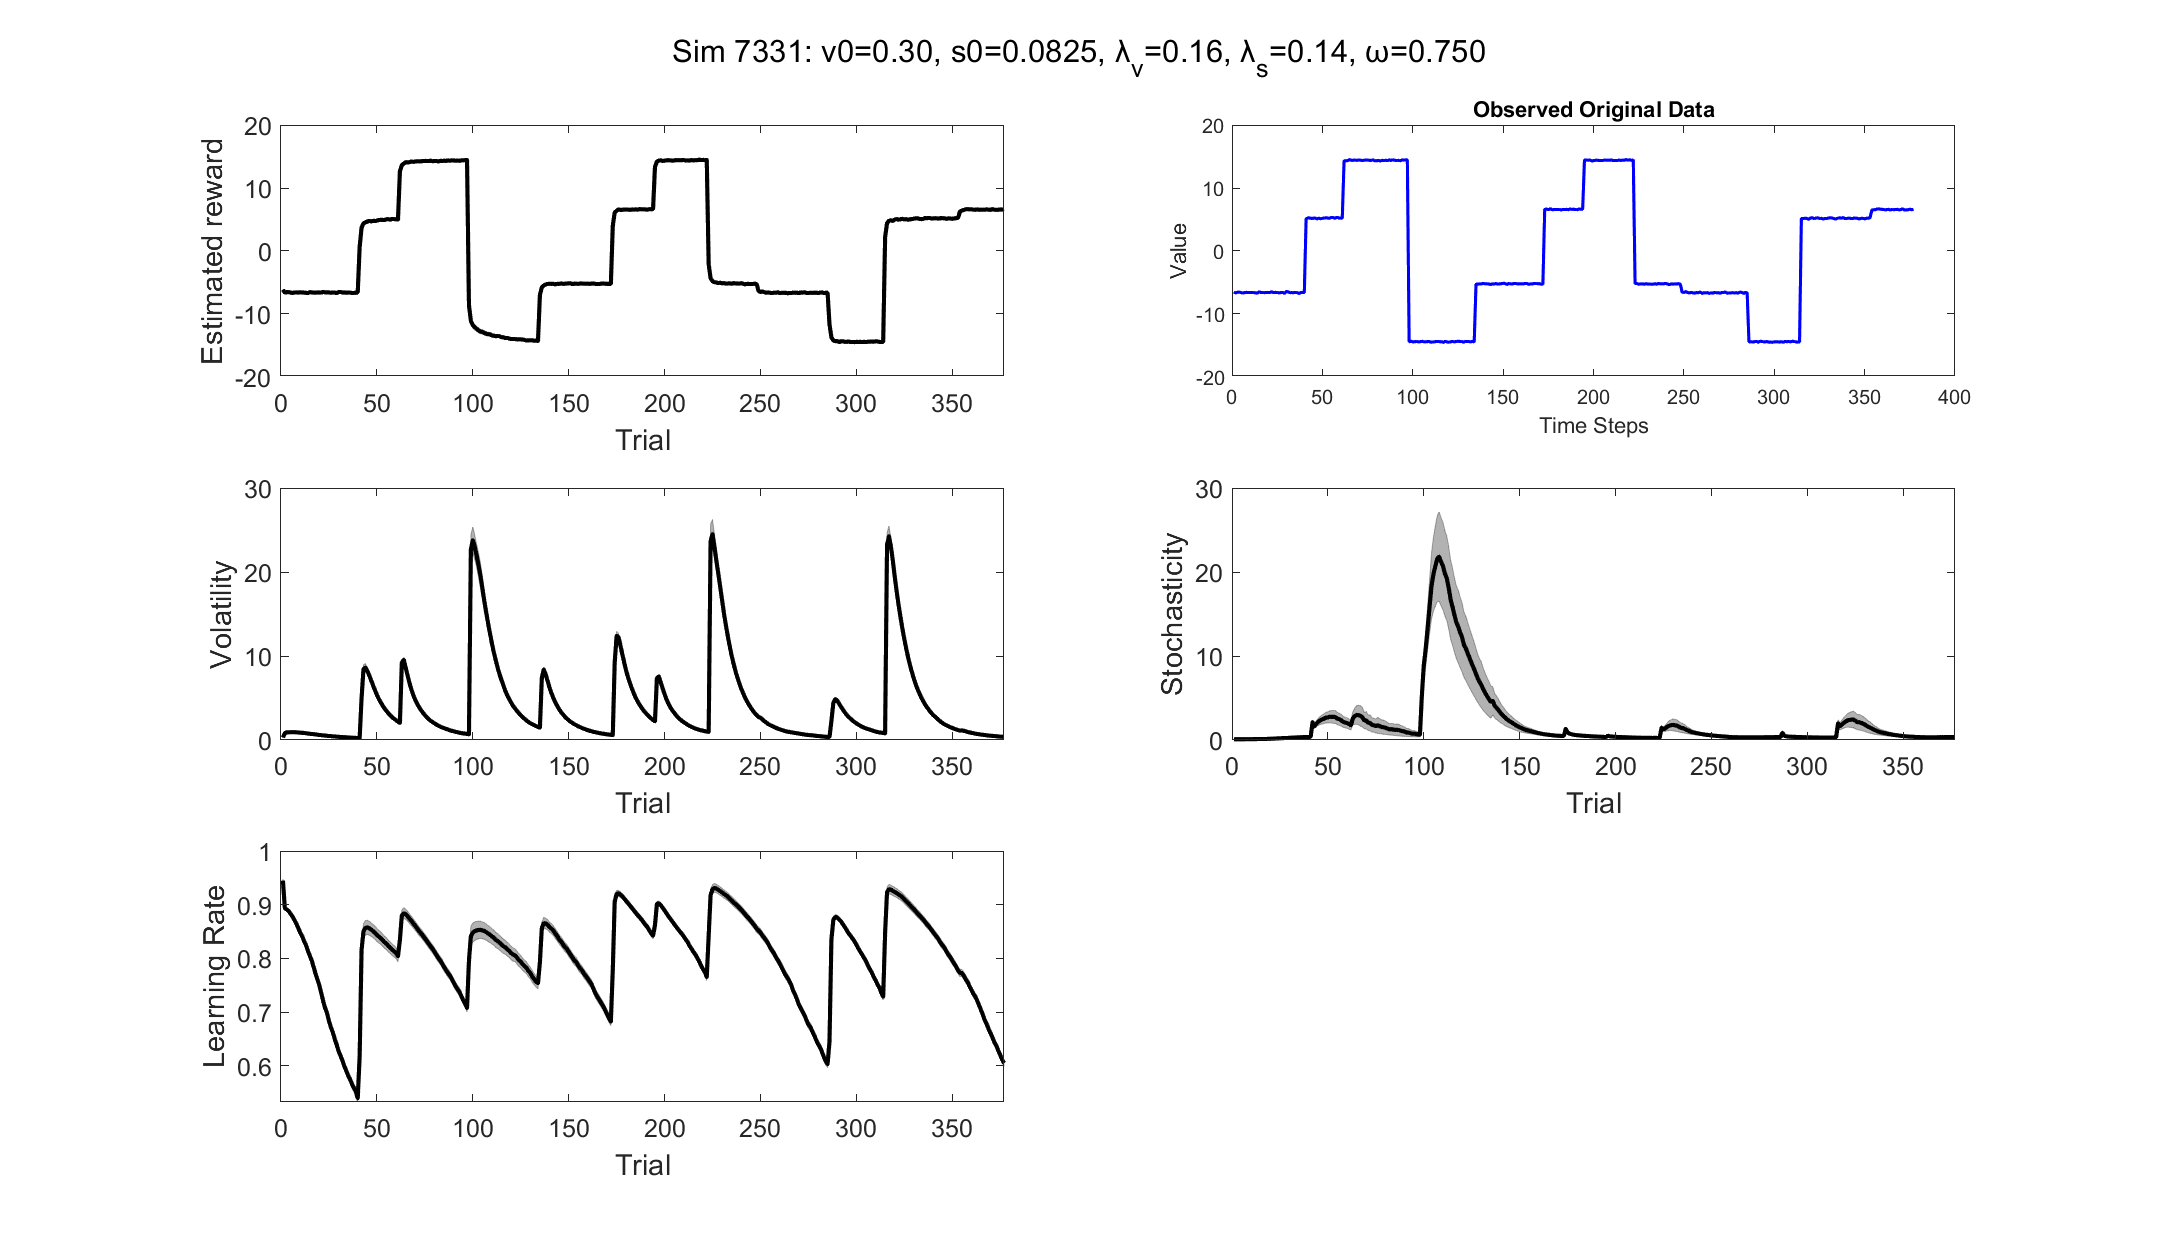 Sim 7331: v0=0.30, s0=0.0825, λ_v=0.16, λ_s=0.14, ω=0.750
Estimated reward
20
10
0
-10
-20
0 50 100 150 200 250 300 350
Trial
Observed Original Data
Value
20
10
0
-10
-20
0 50 100 150 200 250 300 350 400
Time Steps
Volatility
30
20
10
0
0 50 100 150 200 250 300 350
Trial
Stochasticity
30
20
10
0
0 50 100 150 200 250 300 350
Trial
Learning Rate
1
0.9
0.8
0.7
0.6
0 50 100 150 200 250 300 350
Trial